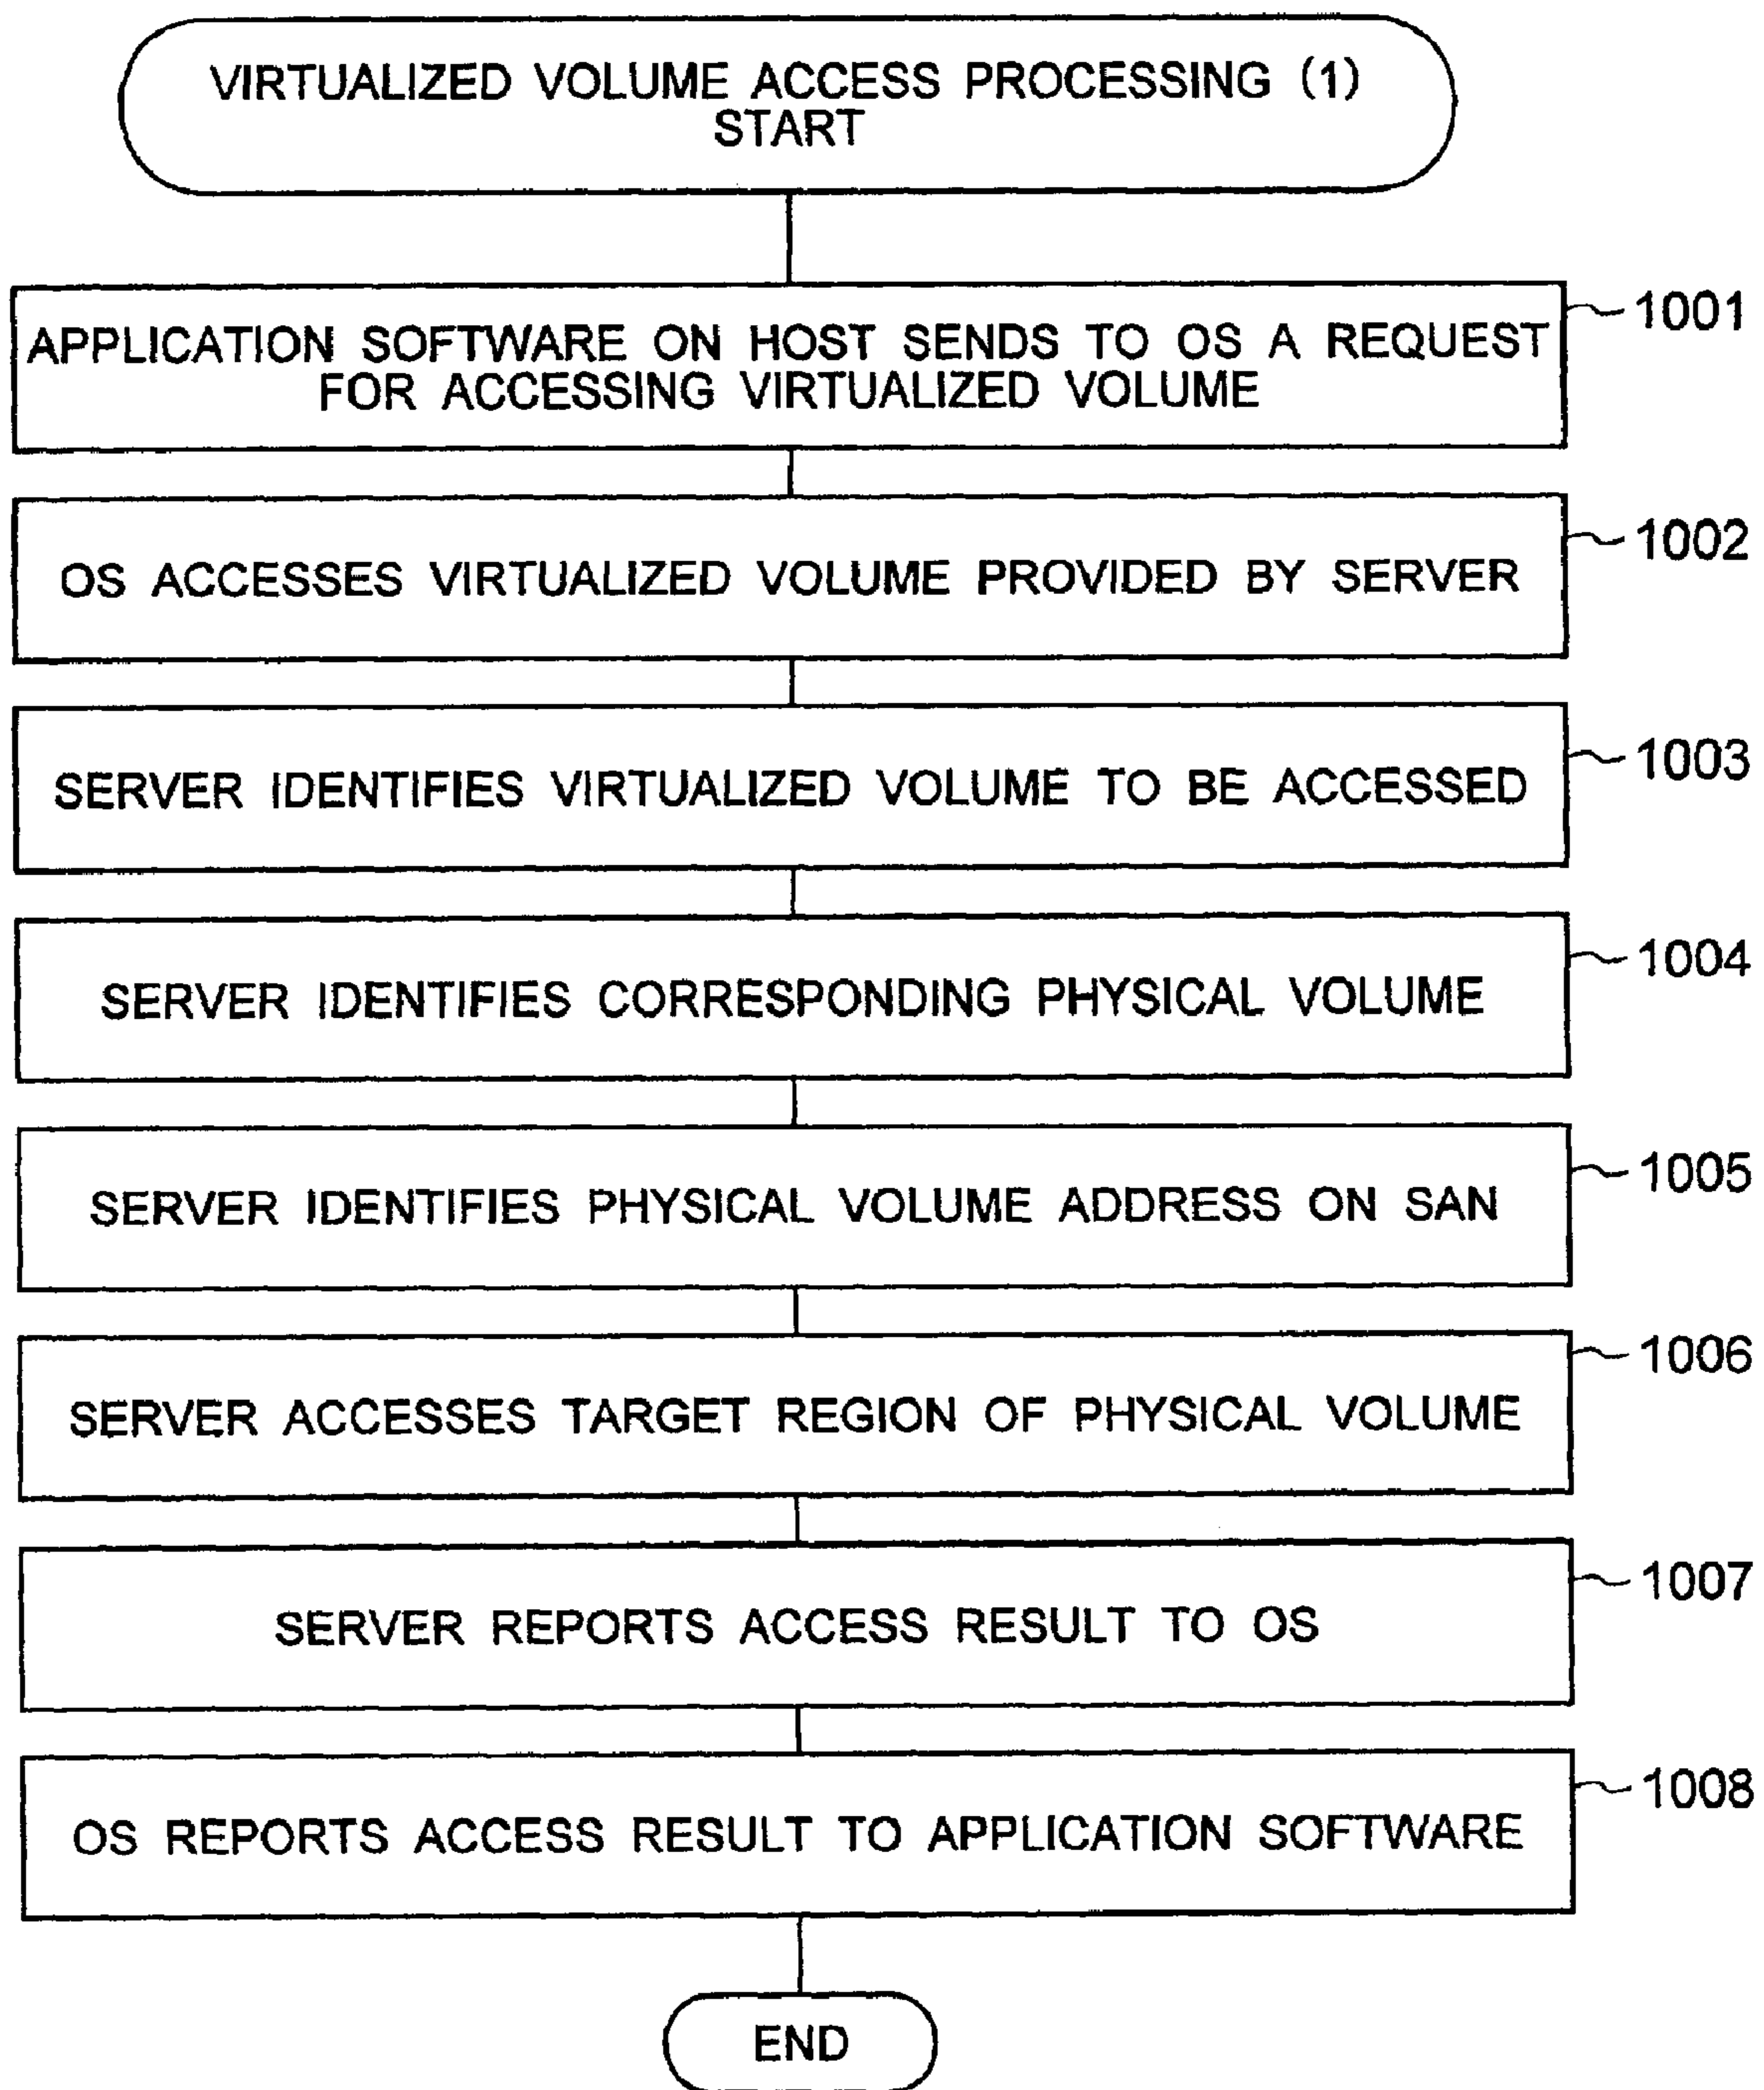 VIRTUALIZED VOLUME ACCESS PROCESSING (1)
START
APPLICATION SOFTWARE ON HOST SENDS TO OS A REQUEST
FOR ACCESSING VIRTUALIZED VOLUME
1001
OS ACCESSES VIRTUALIZED VOLUME PROVIDED BY SERVER
1002
SERVER IDENTIFIES VIRTUALIZED VOLUME TO BE ACCESSED
1003
SERVER IDENTIFIES CORRESPONDING PHYSICAL VOLUME
1004
SERVER IDENTIFIES PHYSICAL VOLUME ADDRESS ON SAN
1005
SERVER ACCESSES TARGET REGION OF PHYSICAL VOLUME
1006
SERVER REPORTS ACCESS RESULT TO OS
1007
OS REPORTS ACCESS RESULT TO APPLICATION SOFTWARE
1008
END